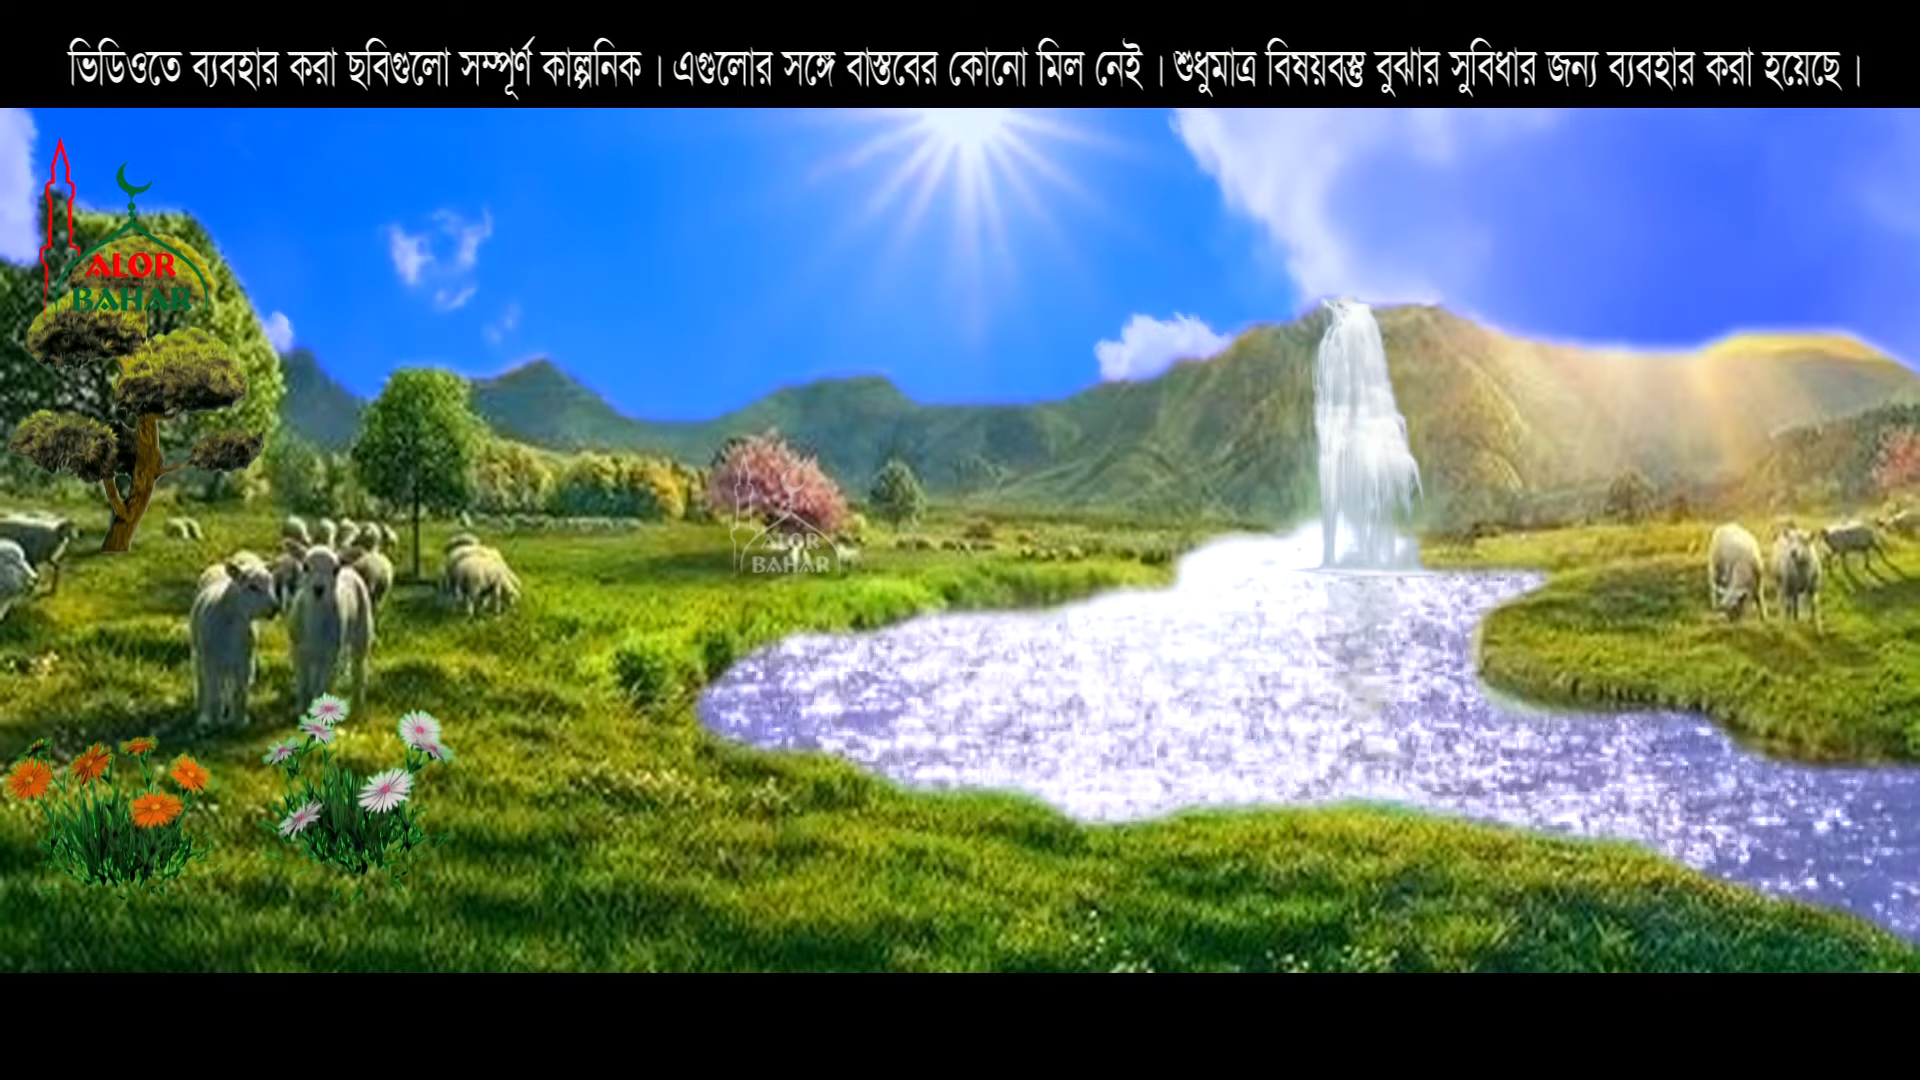 ভিডিওতে ব্যবহার করা ছবিগুলো সম্পূর্ণ কাল্পনিক । এগুলোর সঙ্গে বাস্তবের কোনো মিল নেই । শুধুমাত্র বিষয়বস্তু বুঝার সুবিধার জন্য ব্যবহার করা হয়েছে ।
ALOR
BAHAR
ALOR
BAHAR